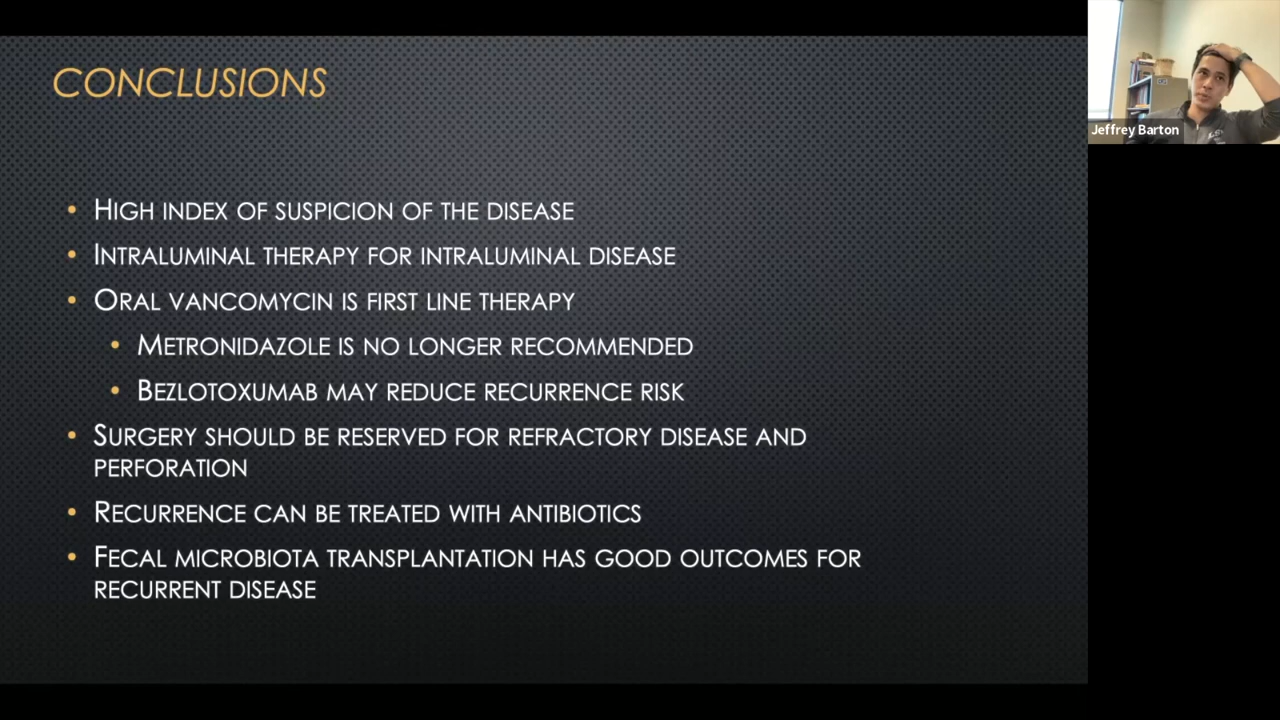 CONCLUSIONS
HIGH INDEX OF SUSPICION OF THE DISEASE
INTRALUMINAL THERAPY FOR INTRALUMINAL DISEASE
ORAL VANCOMYCIN IS FIRST LINE THERAPY
METRONIDAZOLE IS NO LONGER RECOMMENDED
BEZLOTOXUMAB MAY REDUCE RECURRENCE RISK
SURGERY SHOULD BE RESERVED FOR REFRACTORY DISEASE AND
PERFORATION
RECURRENCE CAN BE TREATED WITH ANTIBIOTICS
FECAL MICROBIOTA TRANSPLANTATION HAS GOOD OUTCOMES FOR
RECURRENT DISEASE
Jeffrey Barton